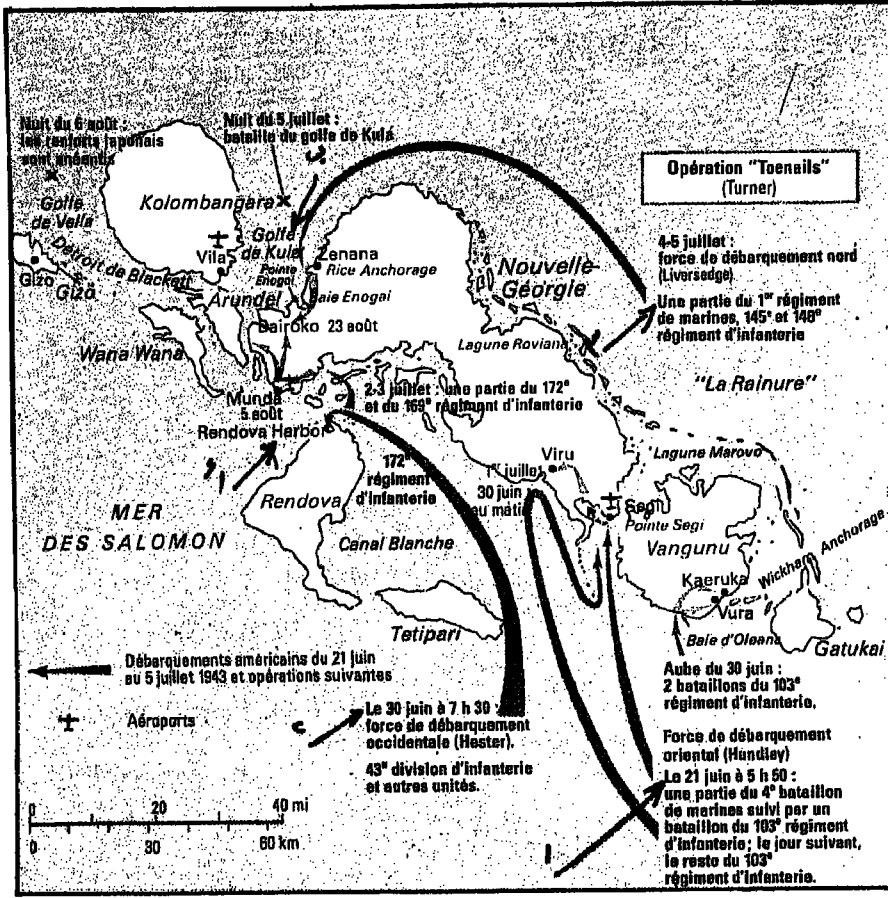 Nuit du 6 août :
les renforts japonais
sont anéantis
Nuit du 5 juillet :
bataille du golfe de Kula
Opération "Toenails"
(Turner)
Golfe
de Vella
Kolombangara
Golfe
de Kula
Vila
Pointe
Enogai
Zenana
Rice Anchorage
Détroit de Blackett
Gizo
Gizo
Arundel
Baie Enogai
Nouvelle-
Géorgie
4-5 juillet :
force de débarquement nord
(Liversedge)
Une partie du 1er régiment
de marines, 145e et 148e
régiment d'infanterie
Dairoko 23 août
Wana Wana
Lagune Roviana
Munda
5 août
2-3 juillet : une partie du 172e
et du 169e régiment d'infanterie
"La Rainure"
Rendova Harbor
172e
régiment
d'infanterie
Viru
1er juillet
30 juin
au matin
Lagune Marovo
Rendova
Segi
Pointe Segi
MER
DES SALOMON
Canal Blanche
Vangunu
Wickham Anchorage
Kaeruka
Vura
Tetipari
Baie d'Oleana
Gatukai
Débarquements américains du 21 juin
au 5 juillet 1943 et opérations suivantes
Aéroports
Aube du 30 juin :
2 bataillons du 103e
régiment d'infanterie.
Le 30 juin à 7 h 30 :
force de débarquement
occidentale (Hester).
43e division d'infanterie
et autres unités.
Force de débarquement
oriental (Hundley)
Le 21 juin à 5 h 50 :
une partie du 4e bataillon
de marines suivi par un
bataillon du 103e régiment
d'infanterie; le jour suivant,
le reste du 103e
régiment d'infanterie.
0 20 40 mi
0 30 60 km